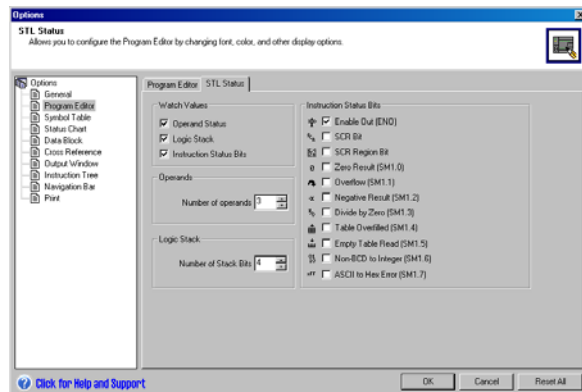 Options
STL Status
Allows you to configure the Program Editor by changing font, color, and other display options.
Options
General
Program Editor
Symbol Table
Status Chart
Data Block
Cross Reference
Output Window
Instruction Tree
Navigation Bar
Print
Program Editor
STL Status
Watch Values
Operand Status
Logic Stack
Instruction Status Bits
Operands
Number of operands 3
Logic Stack
Number of Stack Bits 4
Instruction Status Bits
Enable Out (ENO)
SCR Bit
SCR Region Bit
Zero Result (SM1.0)
Overflow (SM1.1)
Negative Result (SM1.2)
Divide by Zero (SM1.3)
Table Overfilled (SM1.4)
Empty Table Read (SM1.5)
Non-BCD to Integer (SM1.6)
ASCII to Hex Error (SM1.7)
Click for Help and Support
OK
Cancel
Reset All